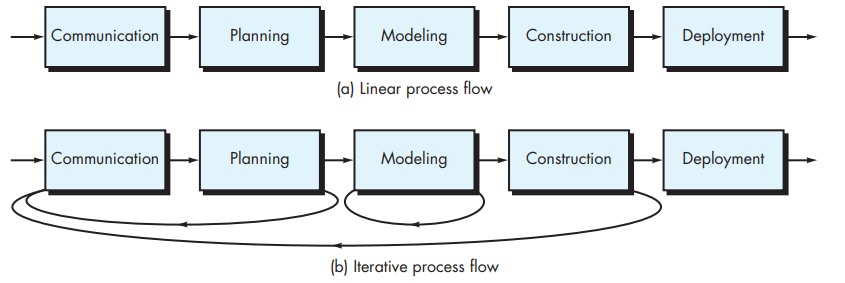 Communication Planning Modeling Construction Deployment
(a) Linear process flow
Communication Planning Modeling Construction Deployment
(b) Iterative process flow